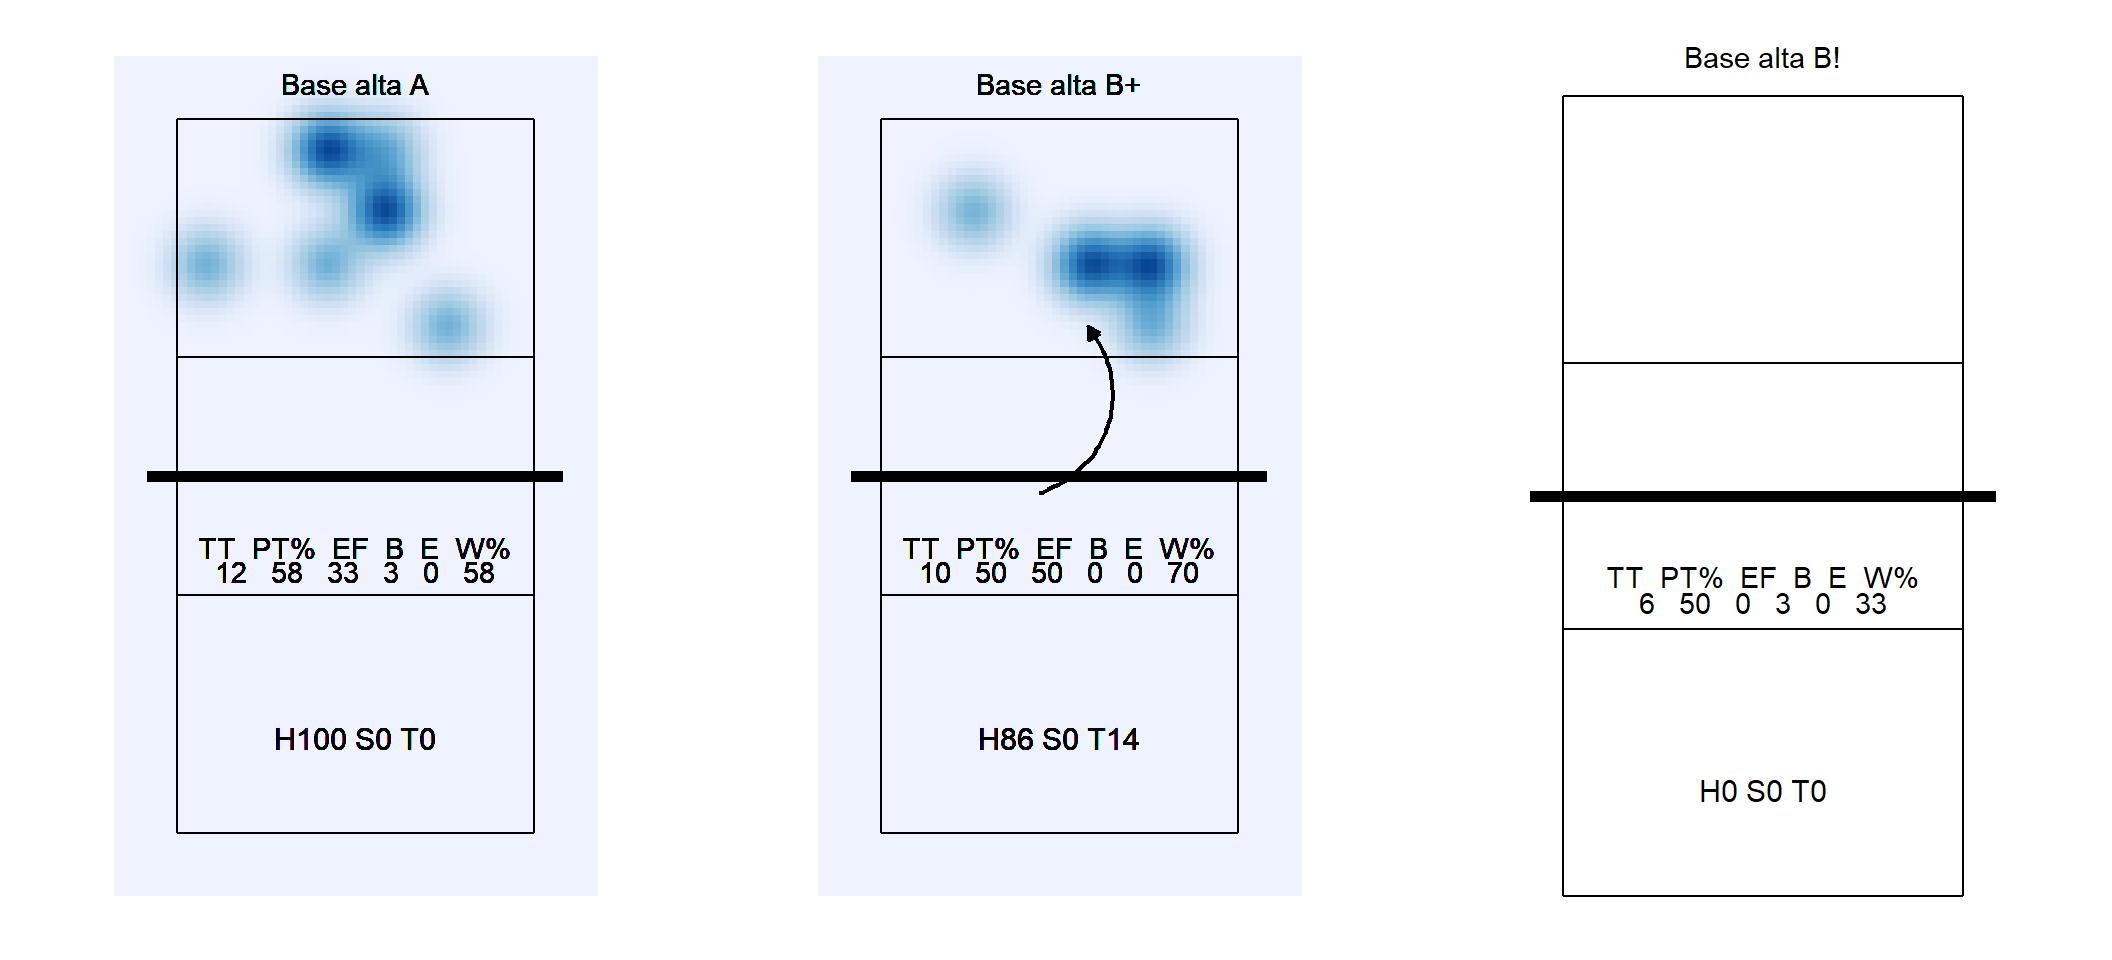 Base alta A
TT PT% EF B E W%
12 58 33 3 0 58
H100 S0 T0
Base alta B+
TT PT% EF B E W%
10 50 50 0 0 70
H86 S0 T14
Base alta B!
TT PT% EF B E W%
6 50 0 3 0 33
H0 S0 T0